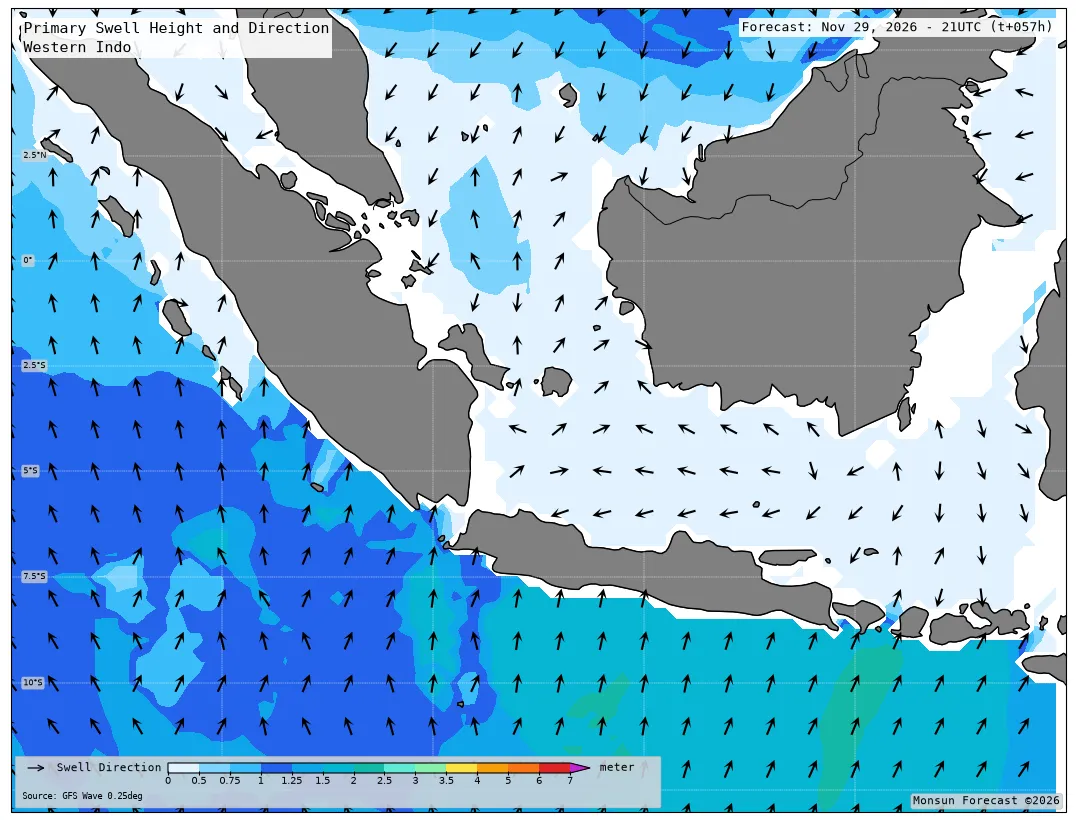 Primary Swell Height and Direction
Western Indo
Forecast: Nov 29, 2026 - 21UTC (t+057h)
2.5°N
0°
2.5°S
5°S
7.5°S
10°S
Swell Direction
0 0.5 0.75 1 1.25 1.5 2 2.5 3 3.5 4 5 6 7
meter
Source: GFS Wave 0.25deg
Monsun Forecast ©2026